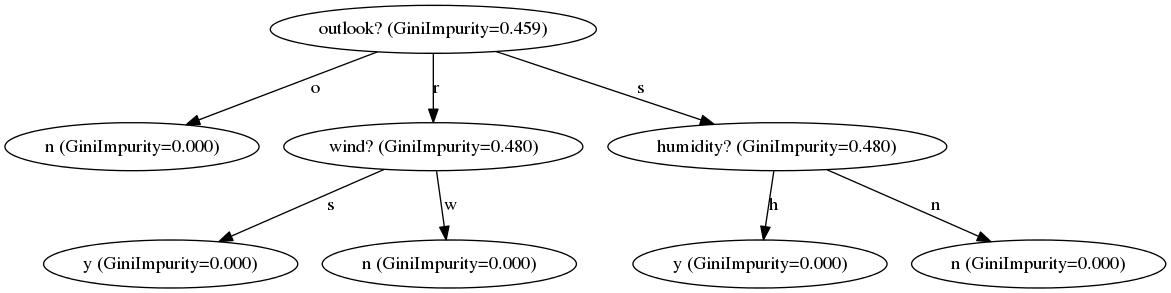 outlook? (GiniImpurity=0.459)
o
r
s
n (GiniImpurity=0.000)
wind? (GiniImpurity=0.480)
humidity? (GiniImpurity=0.480)
s
w
h
n
y (GiniImpurity=0.000)
n (GiniImpurity=0.000)
y (GiniImpurity=0.000)
n (GiniImpurity=0.000)